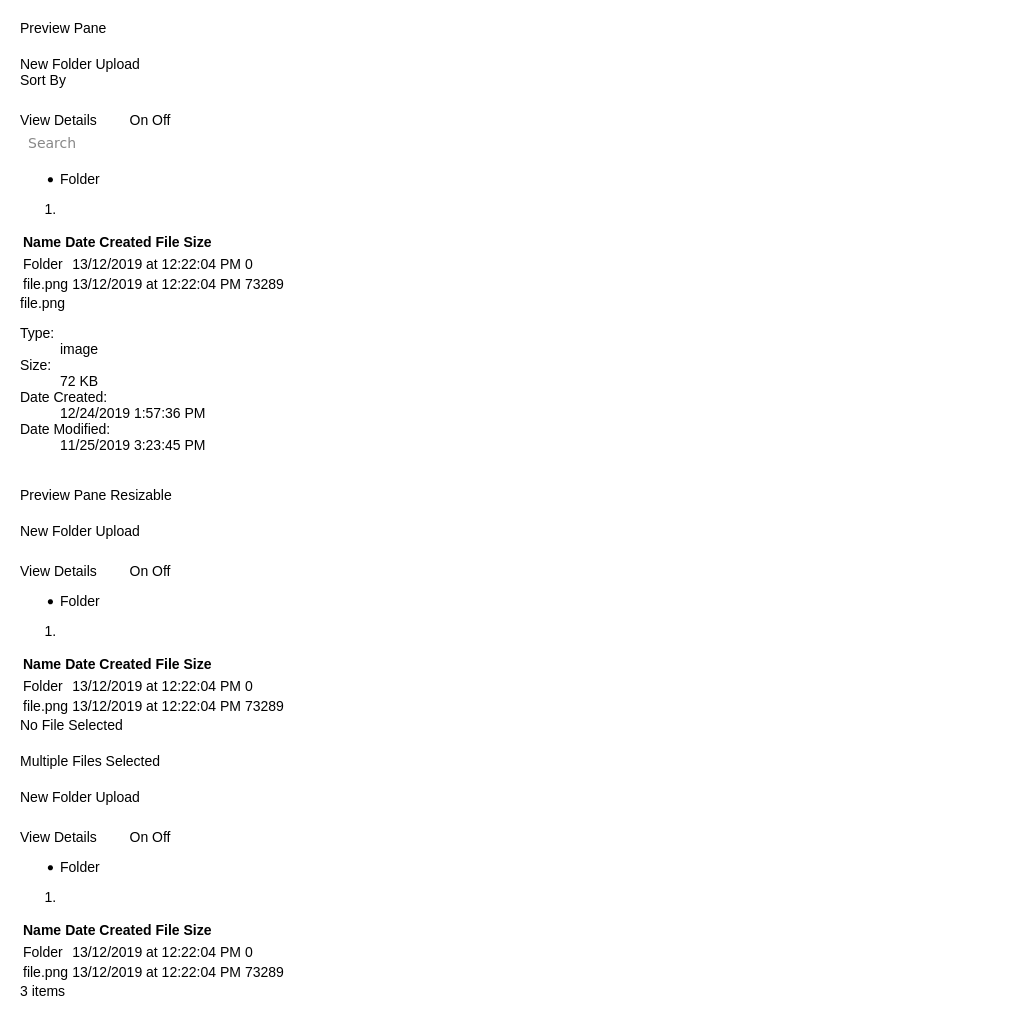 Preview Pane
New Folder Upload
Sort By
View Details On Off
Search
• Folder
1.
Name Date Created File Size
Folder 13/12/2019 at 12:22:04 PM 0
file.png 13/12/2019 at 12:22:04 PM 73289
file.png
Type:
image
Size:
72 KB
Date Created:
12/24/2019 1:57:36 PM
Date Modified:
11/25/2019 3:23:45 PM
Preview Pane Resizable
New Folder Upload
View Details On Off
• Folder
1.
Name Date Created File Size
Folder 13/12/2019 at 12:22:04 PM 0
file.png 13/12/2019 at 12:22:04 PM 73289
No File Selected
Multiple Files Selected
New Folder Upload
View Details On Off
• Folder
1.
Name Date Created File Size
Folder 13/12/2019 at 12:22:04 PM 0
file.png 13/12/2019 at 12:22:04 PM 73289
3 items